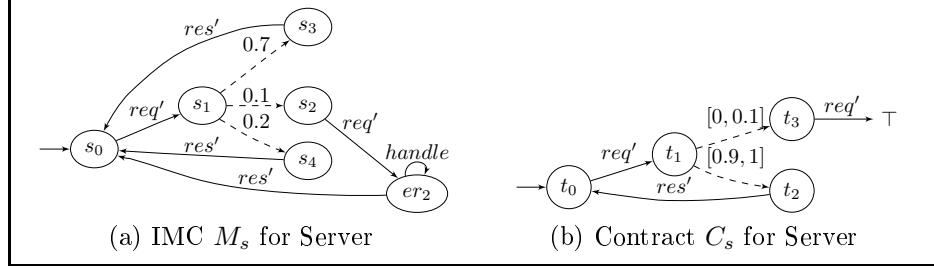 res′
s3
0.7
req′
s1
0.1
s2
0.2
req′
s0
res′
s4
handle
res′
er2
(a) IMC Ms for Server
[0, 0.1]
t3
req′
⊤
req′
t1
[0.9, 1]
t0
res′
t2
(b) Contract Cs for Server